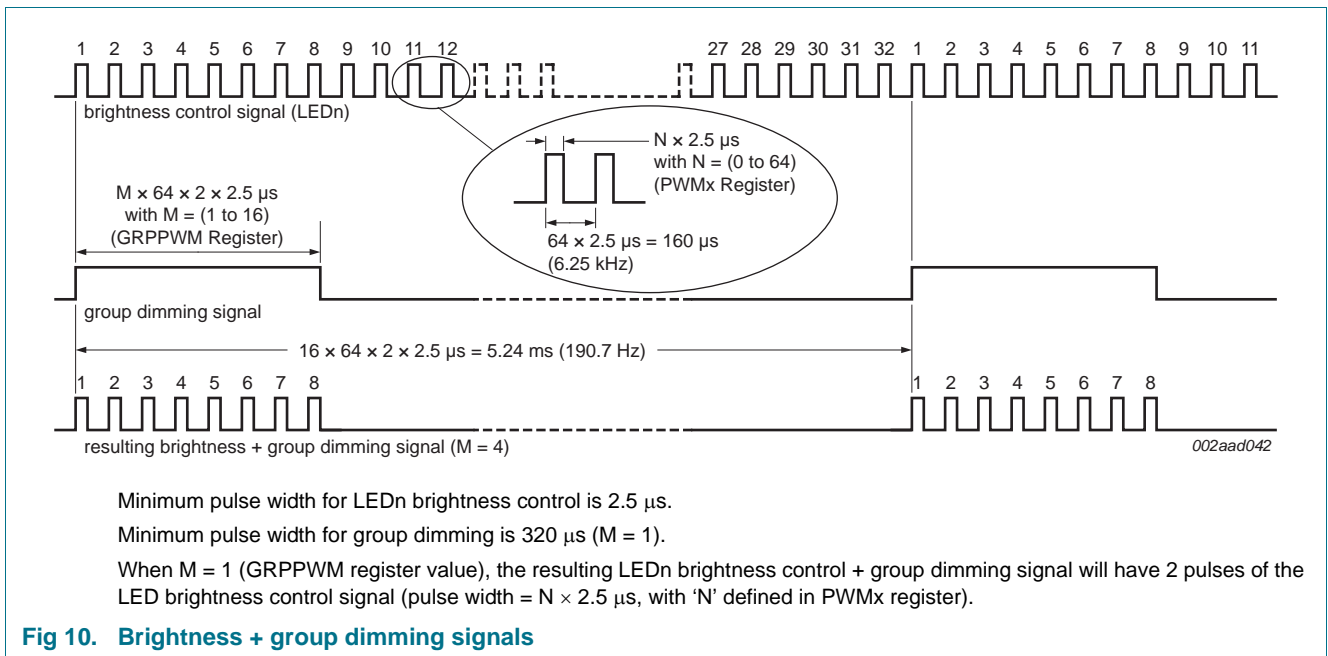 1 2 3 4 5 6 7 8 9 10 11 12 27 28 29 30 31 32 1 2 3 4 5 6 7 8 9 10 11
brightness control signal (LEDn)
N × 2.5 μs
with N = (0 to 64)
(PWMx Register)
M × 64 × 2 × 2.5 μs
with M = (1 to 16)
(GRPPWM Register)
64 × 2.5 μs = 160 μs
(6.25 kHz)
group dimming signal
16 × 64 × 2 × 2.5 μs = 5.24 ms (190.7 Hz)
1 2 3 4 5 6 7 8 1 2 3 4 5 6 7 8
resulting brightness + group dimming signal (M = 4)
002aad042
Minimum pulse width for LEDn brightness control is 2.5 μs.
Minimum pulse width for group dimming is 320 μs (M = 1).
When M = 1 (GRPPWM register value), the resulting LEDn brightness control + group dimming signal will have 2 pulses of the
LED brightness control signal (pulse width = N × 2.5 μs, with ‘N’ defined in PWMx register).
Fig 10. Brightness + group dimming signals